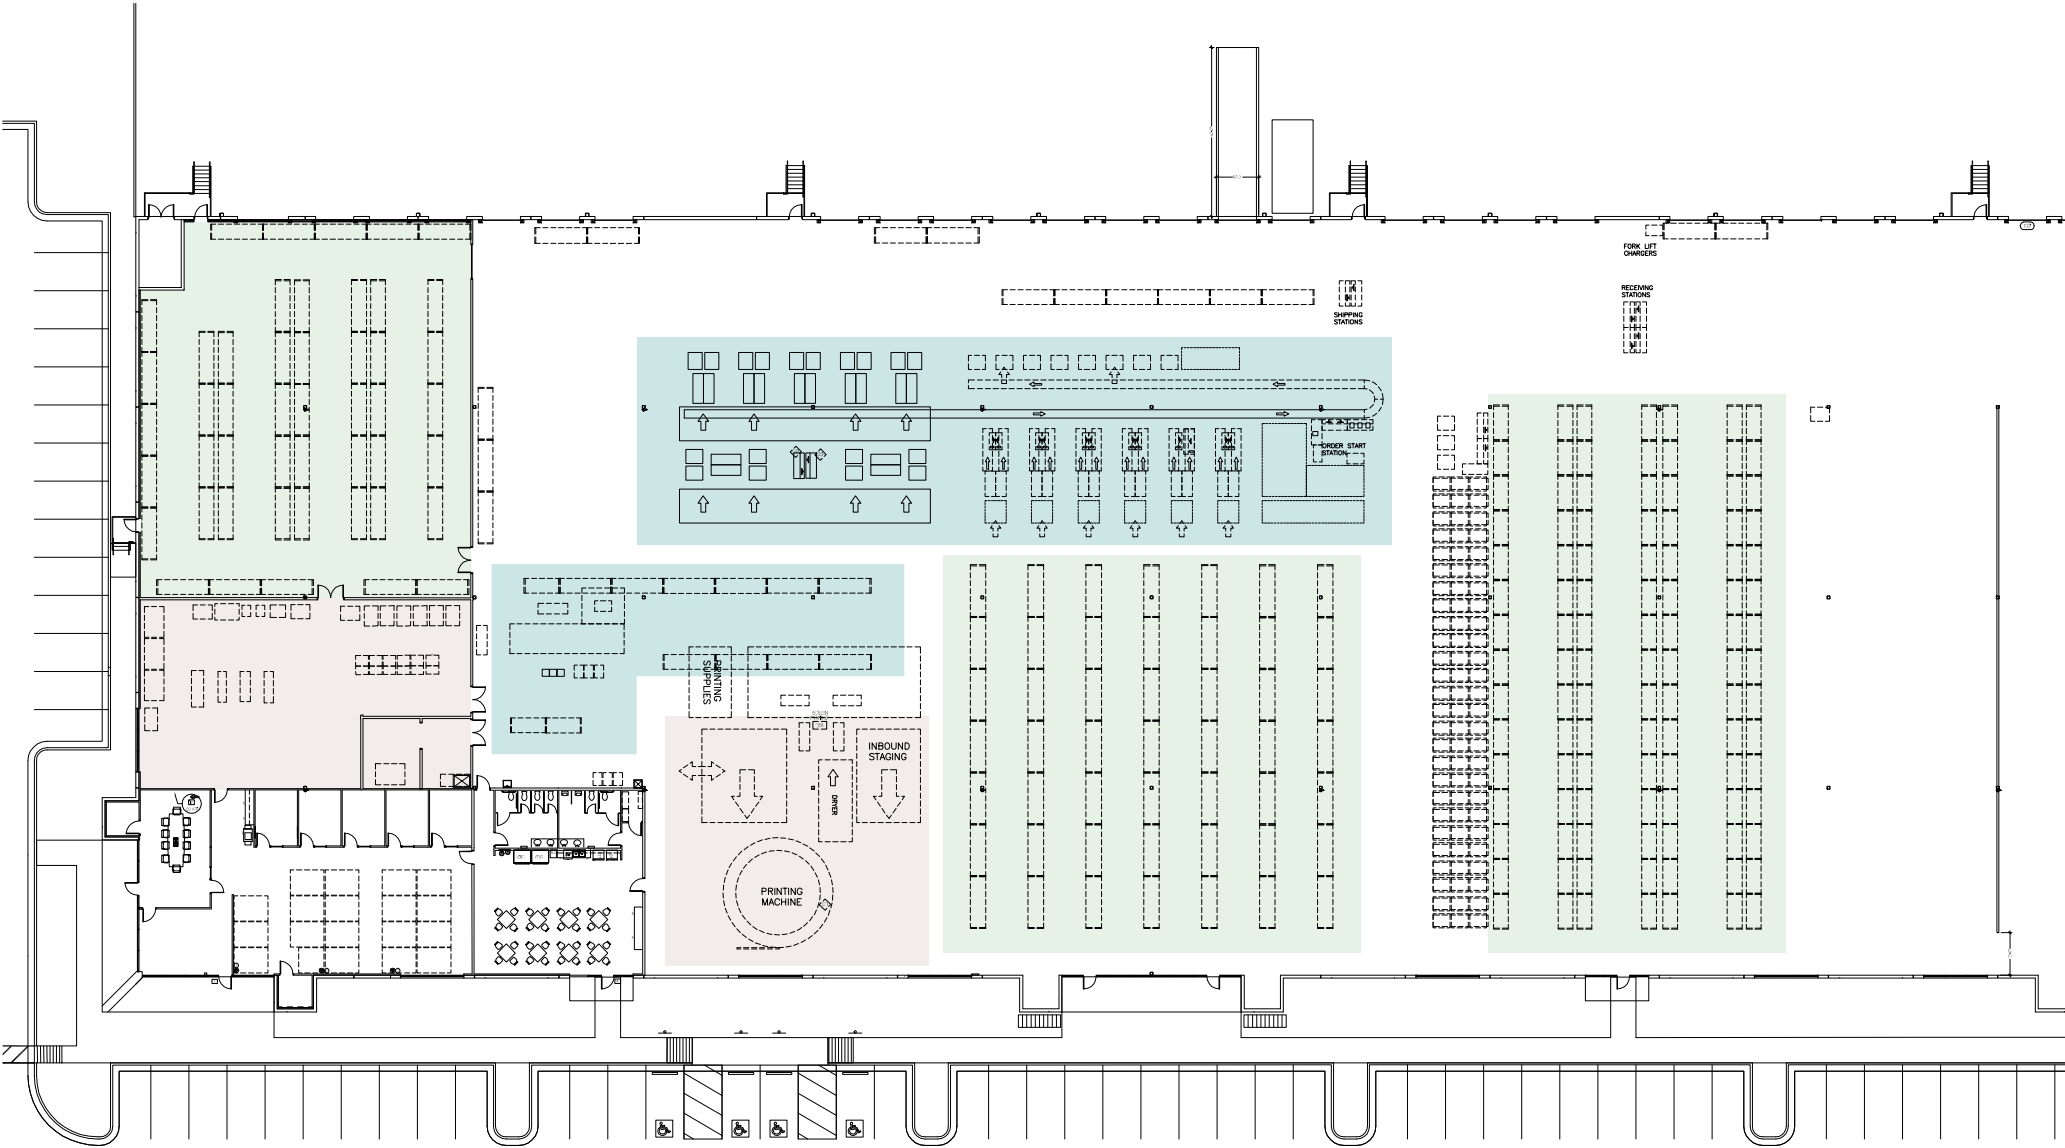 FORK LIFT
CHARGERS
RECEIVING
STATIONS
SHIPPING
STATIONS
ORDER START
STATION
PRINTING
SUPPLIES
INBOUND
STAGING
DRYER
PRINTING
MACHINE